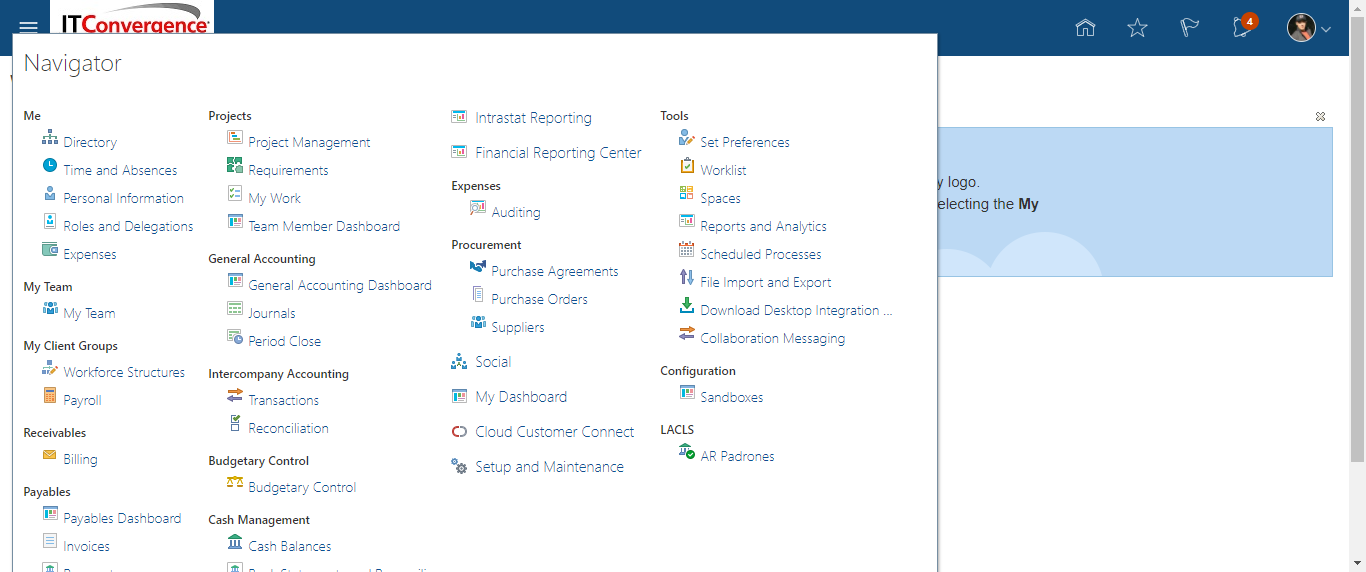 ITConvergence
4
Navigator
Me
Directory
Time and Absences
Personal Information
Roles and Delegations
Expenses
My Team
My Team
My Client Groups
Workforce Structures
Payroll
Receivables
Billing
Payables
Payables Dashboard
Invoices
Projects
Project Management
Requirements
My Work
Team Member Dashboard
General Accounting
General Accounting Dashboard
Journals
Period Close
Intercompany Accounting
Transactions
Reconciliation
Budgetary Control
Budgetary Control
Cash Management
Cash Balances
Intrastat Reporting
Financial Reporting Center
Expenses
Auditing
Procurement
Purchase Agreements
Purchase Orders
Suppliers
Social
My Dashboard
Cloud Customer Connect
Setup and Maintenance
Tools
Set Preferences
Worklist
Spaces
Reports and Analytics
Scheduled Processes
File Import and Export
Download Desktop Integration ...
Collaboration Messaging
Configuration
Sandboxes
LACLS
AR Padrones
y logo.
electing the My